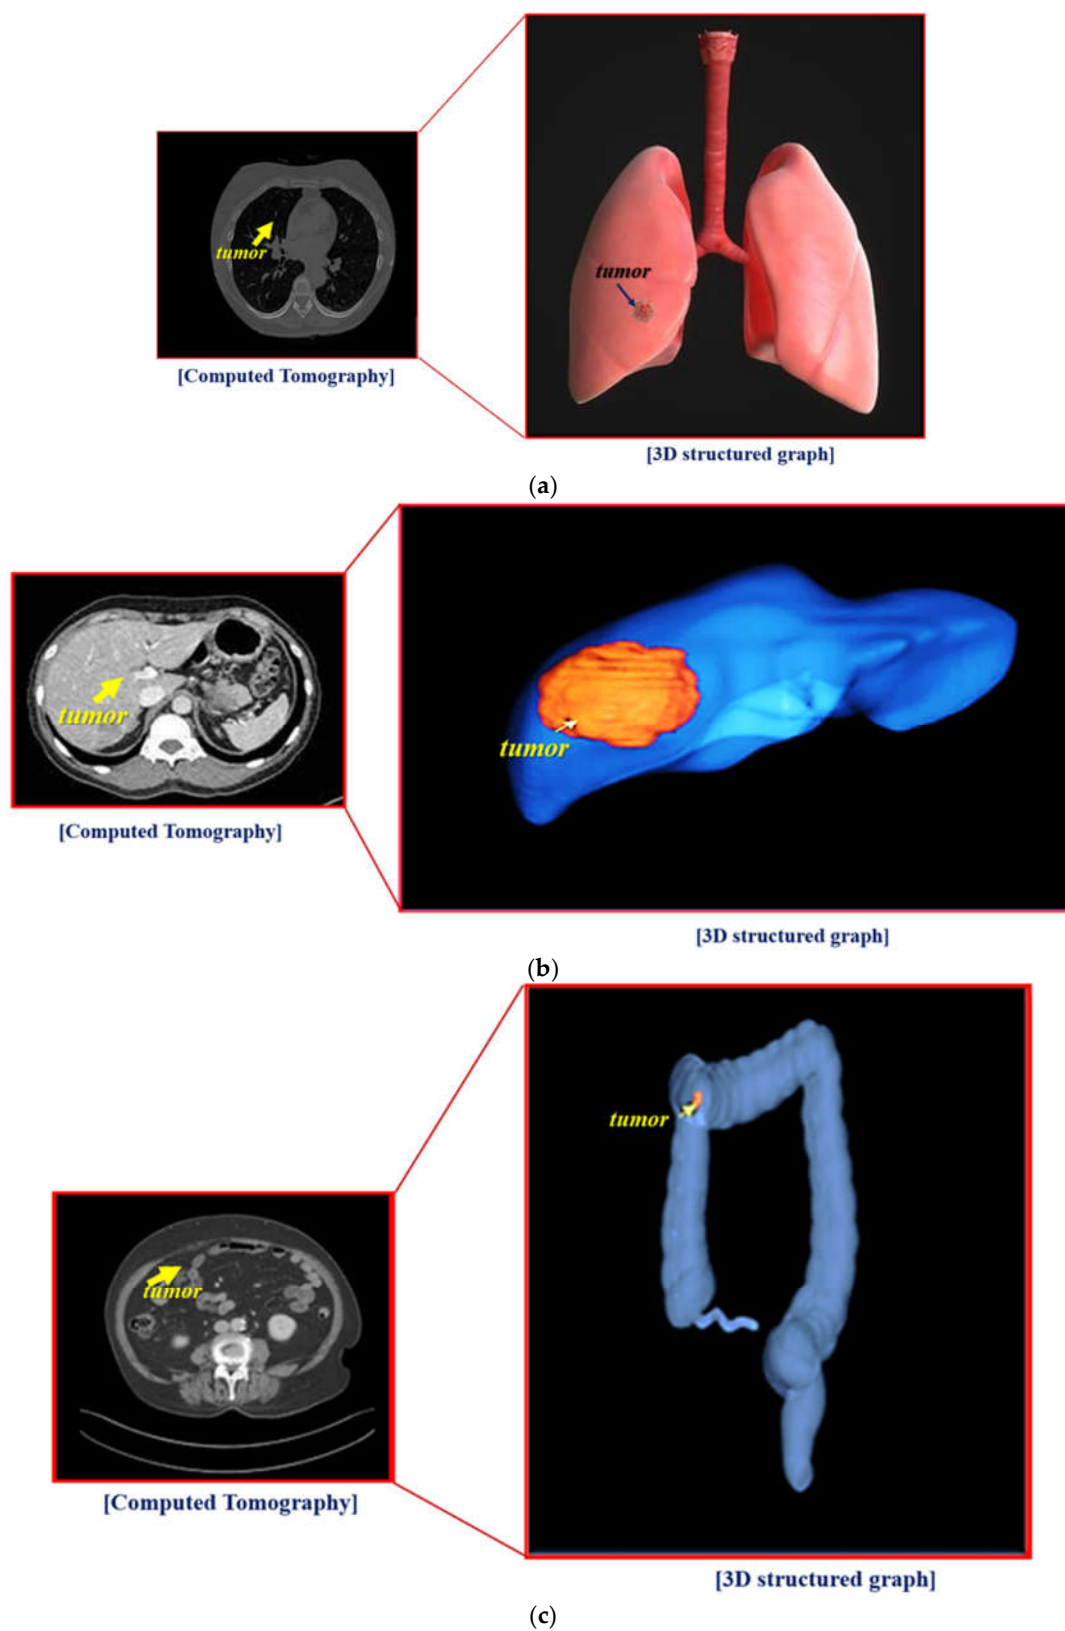 tumor
tumor
[Computed Tomography]
[3D structured graph]
(a)
tumor
tumor
[Computed Tomography]
[3D structured graph]
(b)
tumor
tumor
[Computed Tomography]
[3D structured graph]
(c)